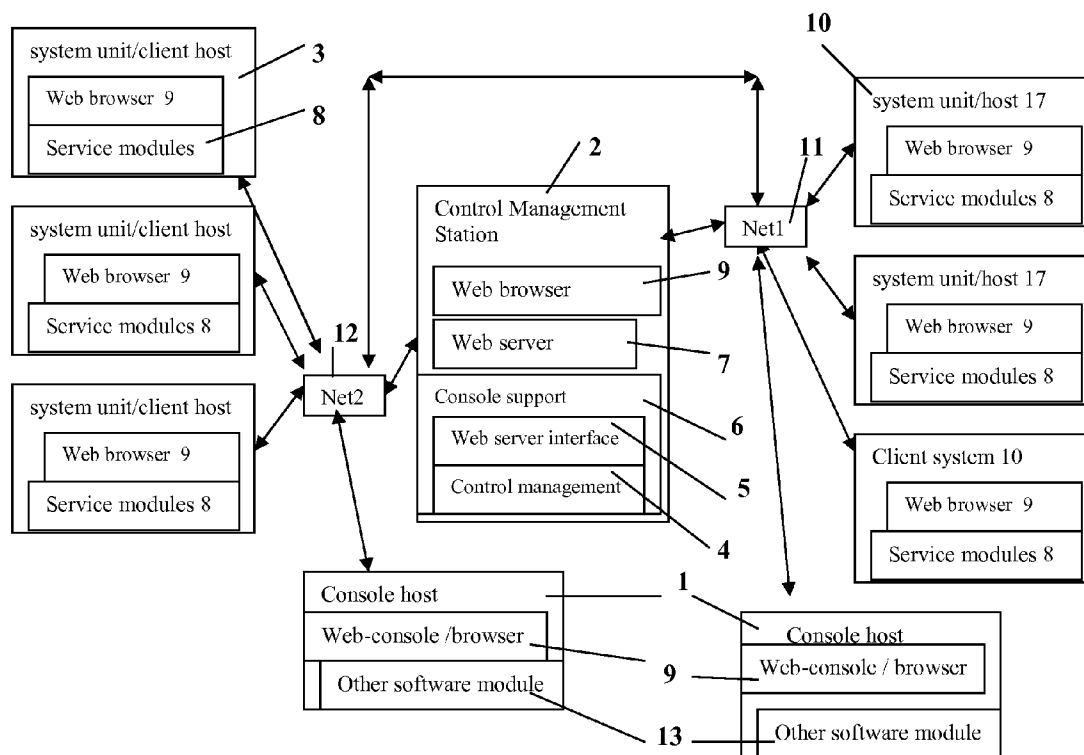 system unit/client host
Web browser 9
Service modules
3
8
system unit/client host
Web browser 9
Service modules 8
system unit/client host
Web browser 9
Service modules 8
12
Net2
2
Control Management
Station
Web browser
9
Web server
7
Console support
6
Web server interface
5
Control management
4
11
Net1
10
system unit/host 17
Web browser 9
Service modules 8
system unit/host 17
Web browser 9
Service modules 8
Client system 10
Web browser 9
Service modules 8
Console host
1
Web-console /browser
9
Other software module
13
Console host
Web-console / browser
Other software module